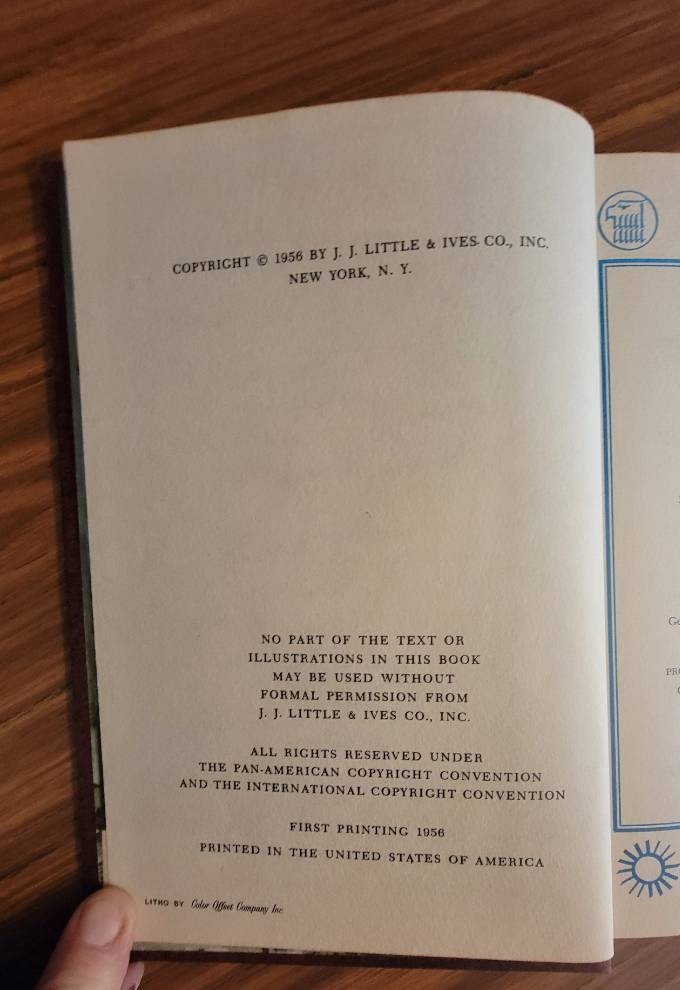 COPYRIGHT © 1956 BY J. J. LITTLE & IVES CO., INC.
NEW YORK, N. Y.
NO PART OF THE TEXT OR
ILLUSTRATIONS IN THIS BOOK
MAY BE USED WITHOUT
FORMAL PERMISSION FROM
J. J. LITTLE & IVES CO., INC.
ALL RIGHTS RESERVED UNDER
THE PAN-AMERICAN COPYRIGHT CONVENTION
AND THE INTERNATIONAL COPYRIGHT CONVENTION
FIRST PRINTING 1956
PRINTED IN THE UNITED STATES OF AMERICA
LITHO BY Color Offset Company Inc